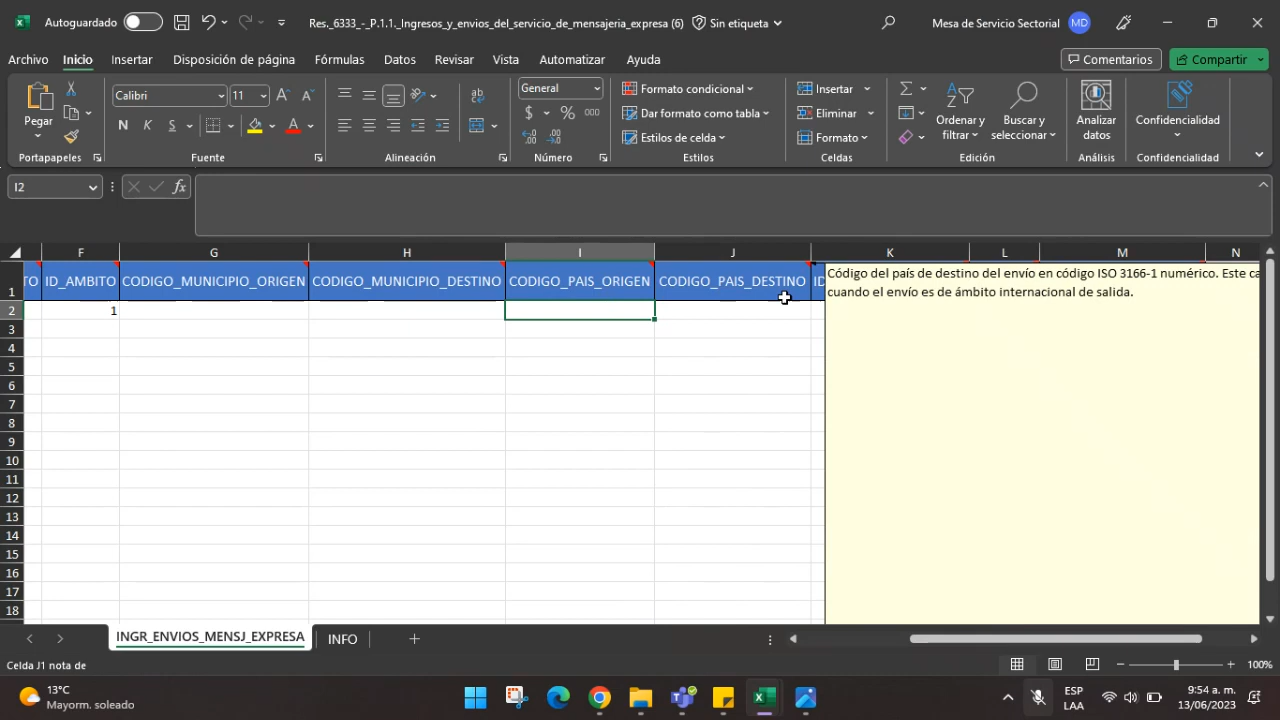 Autoguardado
Res._6333_-_P.1.1._Ingresos_y_envios_del_servicio_de_mensajeria_expresa (6)
Sin etiqueta
Mesa de Servicio Sectorial
MD
Archivo
Inicio
Insertar
Disposición de página
Fórmulas
Datos
Revisar
Vista
Automatizar
Ayuda
Comentarios
Compartir
Pegar
Calibri
11
N K S
General
$ % 000
Formato condicional
Dar formato como tabla
Estilos de celda
Insertar
Eliminar
Formato
Ordenar y filtrar
Buscar y seleccionar
Analizar datos
Confidencialidad
Portapapeles
Fuente
Alineación
Número
Estilos
Celdas
Edición
Análisis
Confidencialidad
I2
fx
F G H I J K L M N
1 TO ID_AMBITO CODIGO_MUNICIPIO_ORIGEN CODIGO_MUNICIPIO_DESTINO CODIGO_PAIS_ORIGEN CODIGO_PAIS_DESTINO ID
Código del país de destino del envío en código ISO 3166-1 numérico. Este ca
cuando el envío es de ámbito internacional de salida.
2 1
3
4
5
6
7
8
9
10
11
12
13
14
15
16
17
18
INGR_ENVIOS_MENSJ_EXPRESA
INFO
Celda J1 nota de
100%
13°C
Mayorm. soleado
ESP
LAA
9:54 a. m.
13/06/2023